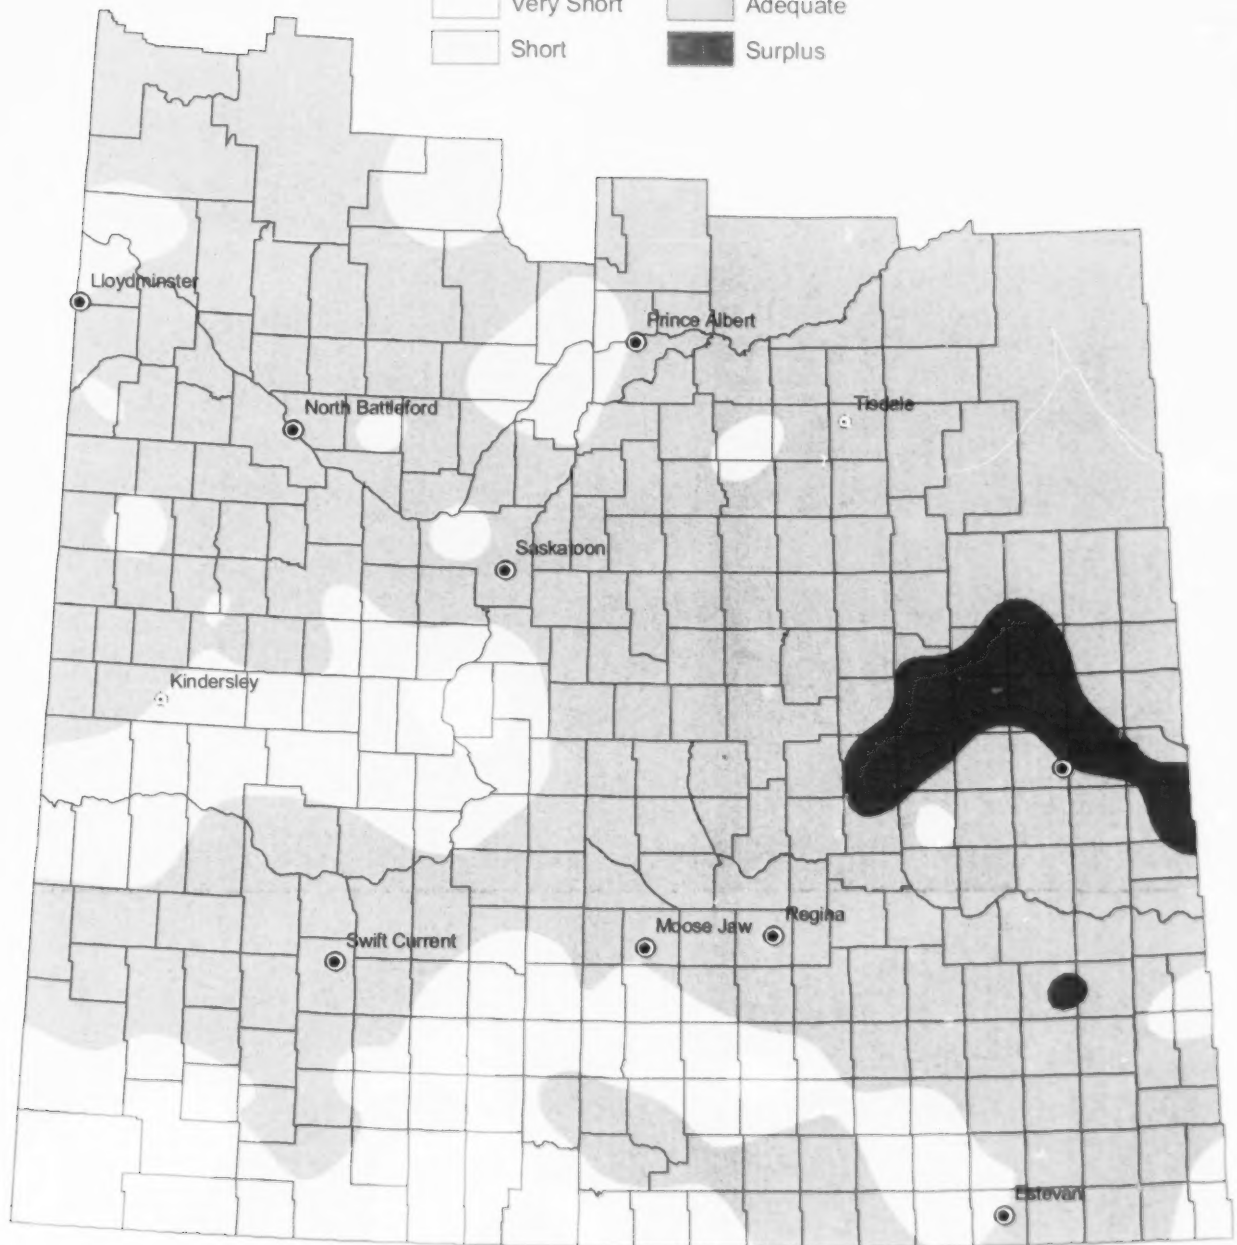 Very Short
Adequate
Short
Surplus
Lloydminster
Prince Albert
North Battleford
Tisdale
Saskatoon
Kindersley
Moose Jaw
Regina
Swift Current
Estevan